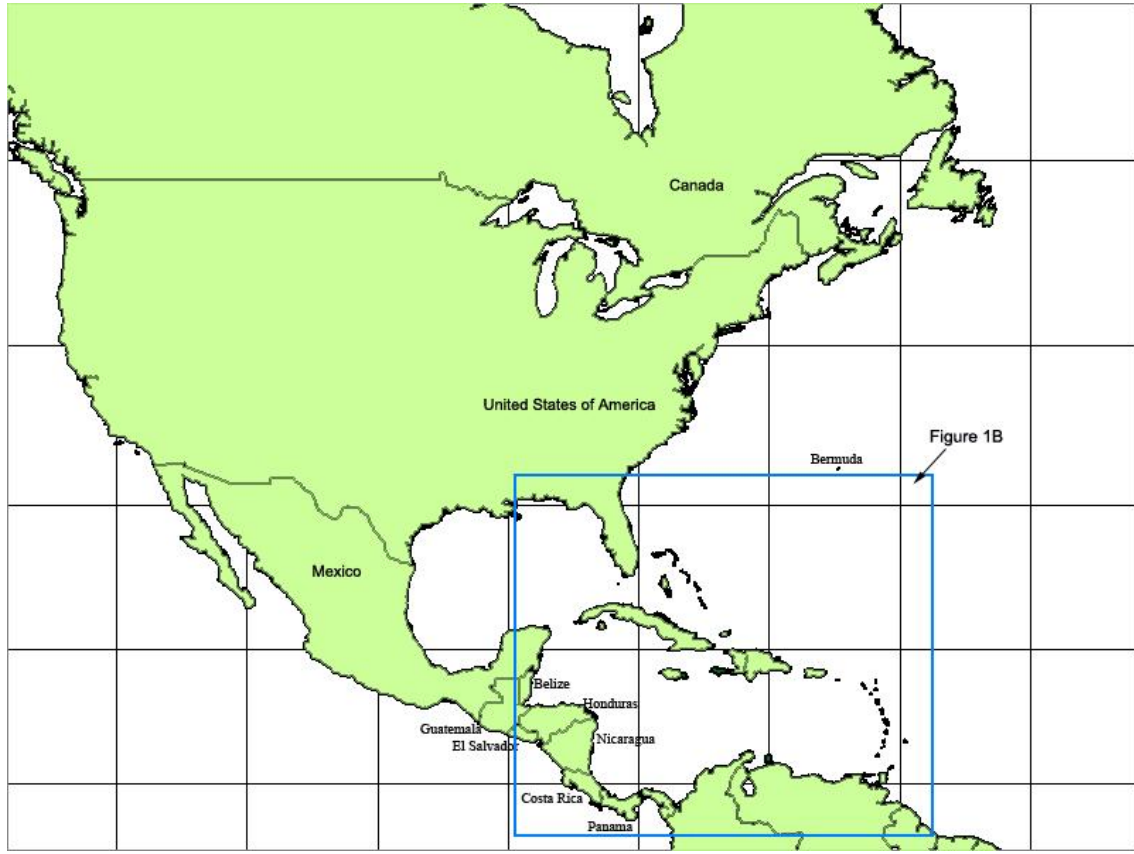 Canada
United States of America
Figure 1B
Bermuda
Mexico
Belize
Honduras
Guatemala
Nicaragua
El Salvador
Costa Rica
Panama